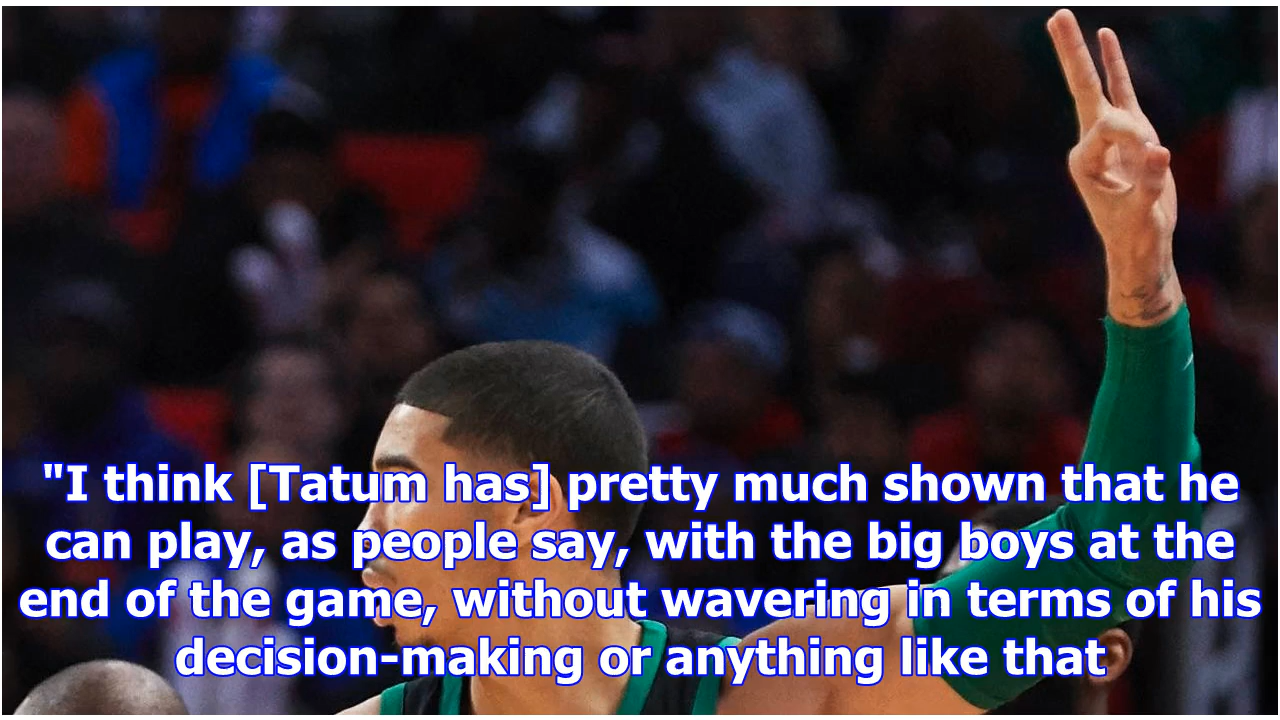 "I think [Tatum has] pretty much shown that he
can play, as people say, with the big boys at the
end of the game, without wavering in terms of his
decision-making or anything like that